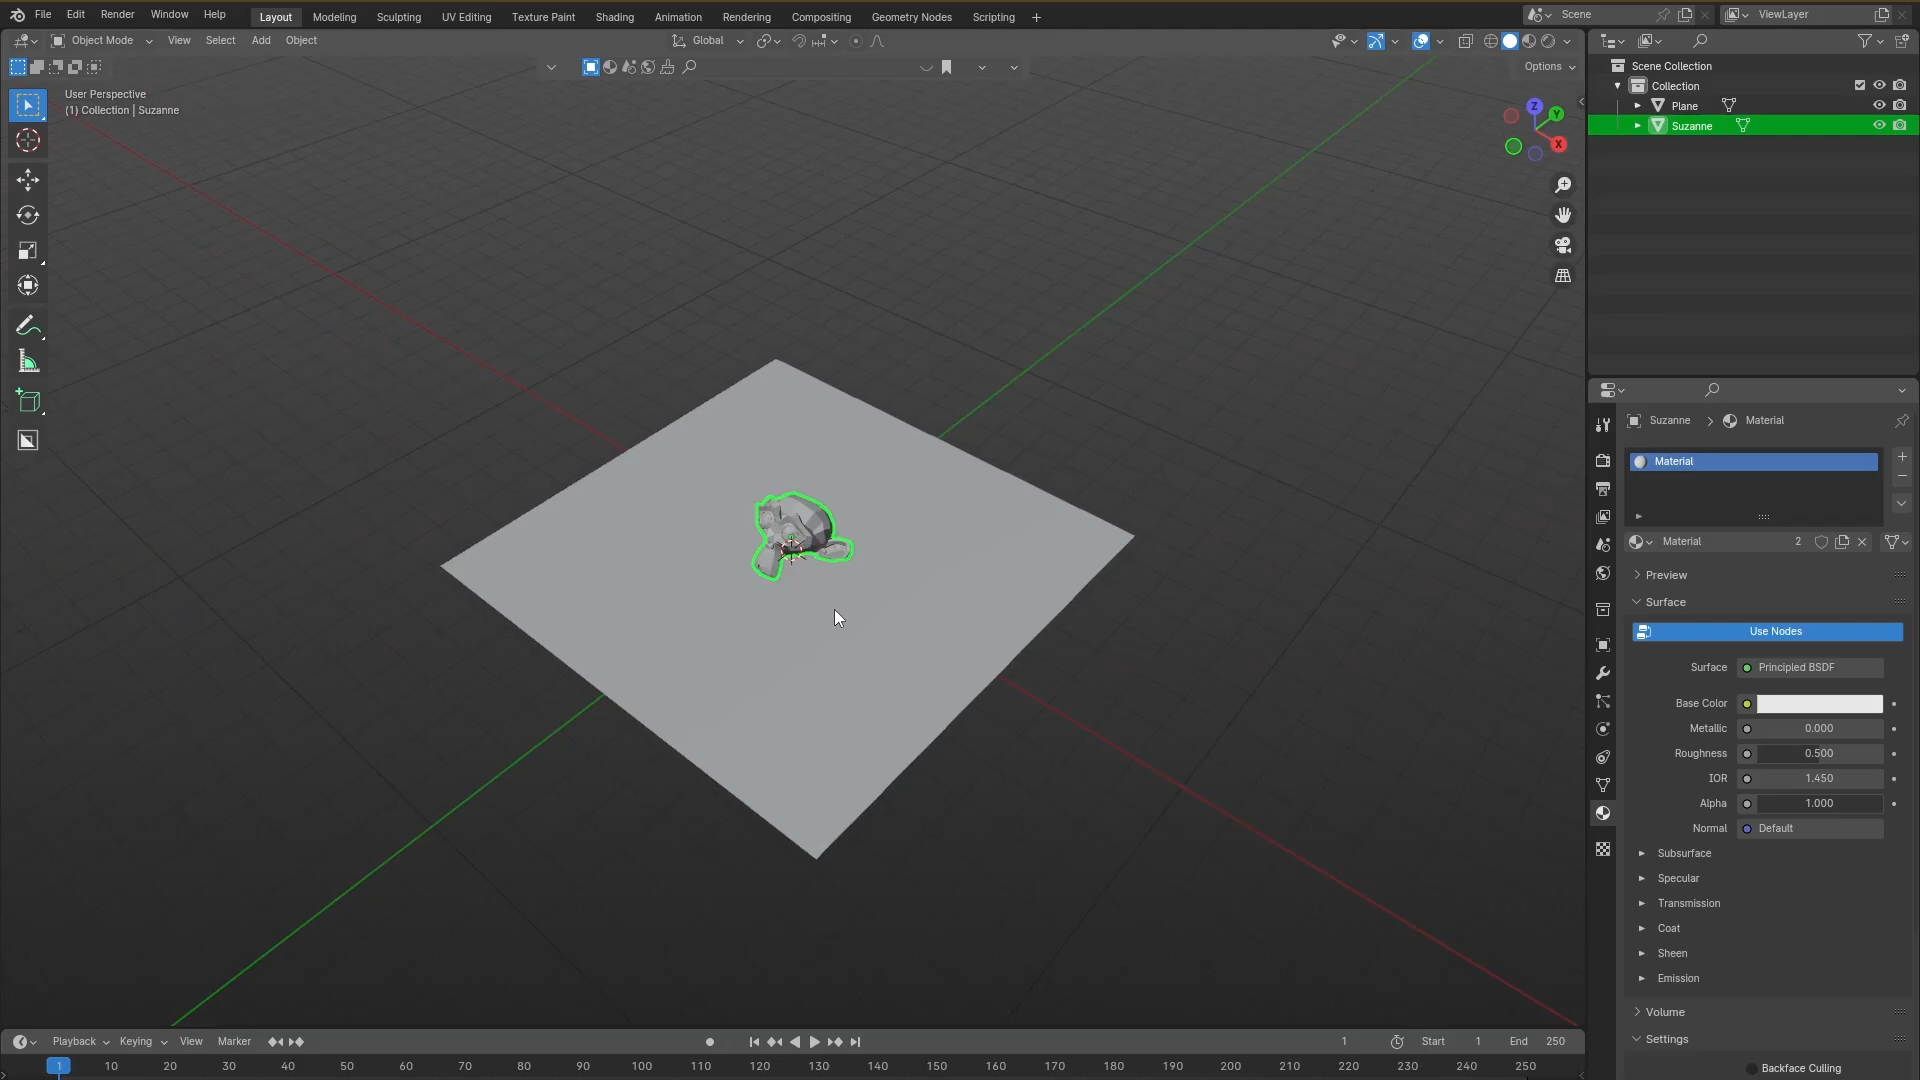 File Edit Render Window Help Layout Modeling Sculpting UV Editing Texture Paint Shading Animation Rendering Compositing Geometry Nodes Scripting + Scene ViewLayer
Object Mode View Select Add Object Global
Options
User Perspective
(1) Collection | Suzanne
Z
Y
X
Scene Collection
Collection
Plane
Suzanne
Suzanne > Material
Material
Material 2
Preview
Surface
Use Nodes
Surface Principled BSDF
Base Color
Metallic 0.000
Roughness 0.500
IOR 1.450
Alpha 1.000
Normal Default
Subsurface
Specular
Transmission
Coat
Sheen
Emission
Volume
Settings
Backface Culling
Playback Keying View Marker 1 Start 1 End 250
1 10 20 30 40 50 60 70 80 90 100 110 120 130 140 150 160 170 180 190 200 210 220 230 240 250